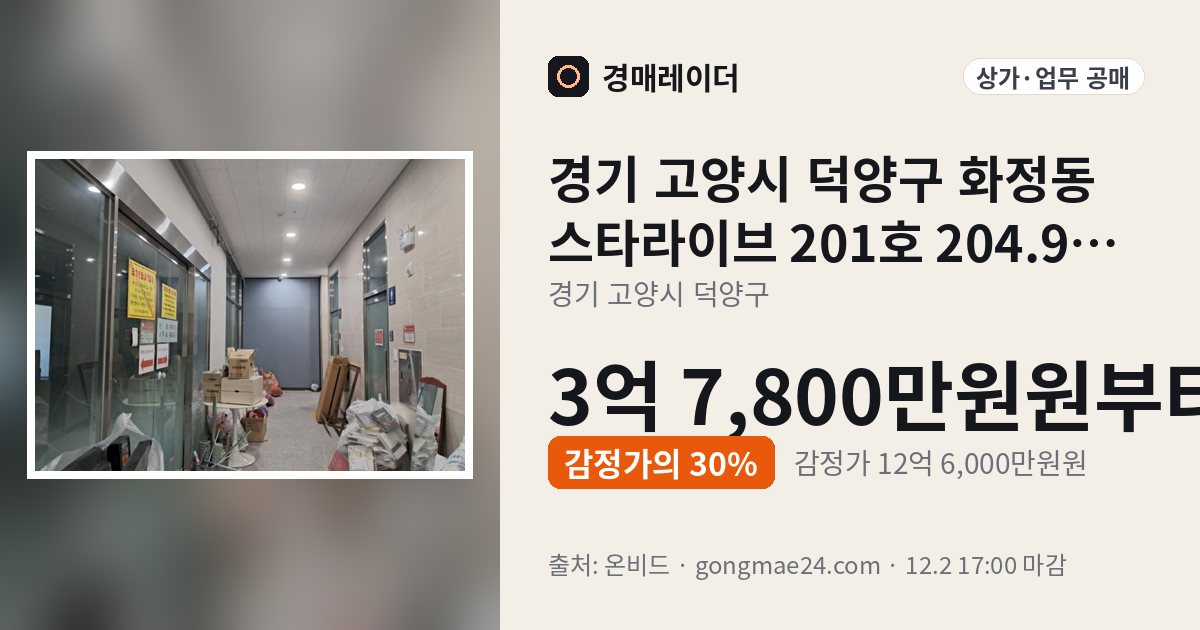 경매레이더
상가·업무 공매
경기 고양시 덕양구 화정동
스타라이브 201호 204.9…
경기 고양시 덕양구
3억 7,800만원원부터
감정가의 30%
감정가 12억 6,000만원원
출처: 온비드 · gongmae24.com · 12.2 17:00 마감